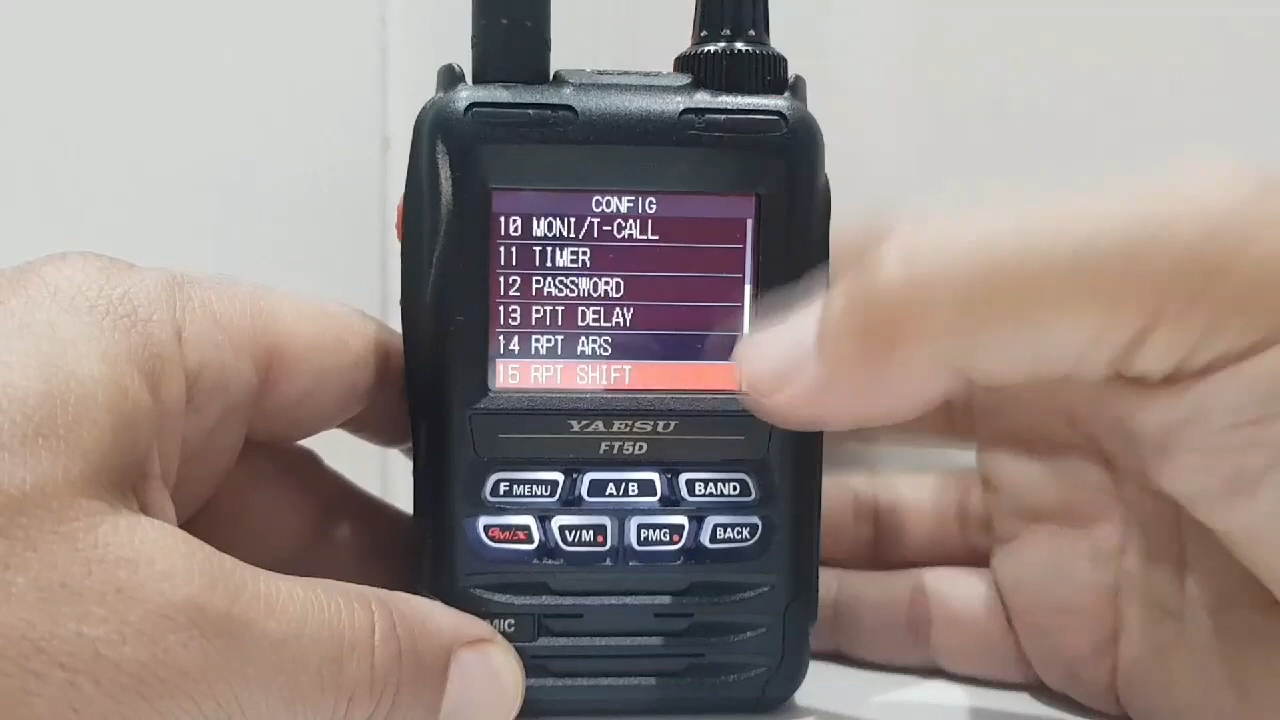 CONFIG
10 MONI/T-CALL
11 TIMER
12 PASSWORD
13 PTT DELAY
14 RPT ARS
15 RPT SHIFT
YAESU
FT5D
F MENU A/B BAND
GM/X V/M PMG BACK
MIC